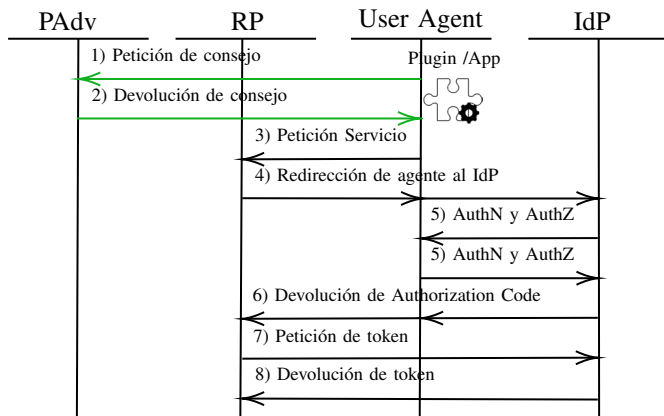 PAdv RP User Agent IdP
1) Petición de consejo
Plugin /App
2) Devolución de consejo
3) Petición Servicio
4) Redirección de agente al IdP
5) AuthN y AuthZ
5) AuthN y AuthZ
6) Devolución de Authorization Code
7) Petición de token
8) Devolución de token